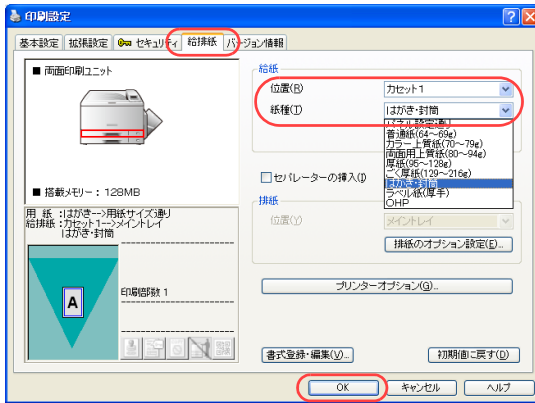 印刷設定
基本設定 拡張設定 セキュリティ 給排紙 バージョン情報
■ 両面印刷ユニット
■ 搭載メモリー： 128MB
用 紙 :はがき-->用紙サイズ通り
給排紙 :カセット1-->メイントレイ
はがき・封筒
A
印刷部数 1
給紙
位置(R) カセット1
紙種(T) はがき・封筒
パネル設定通り
普通紙(64～69g)
カラー上質紙(70～79g)
両面用上質紙(80～94g)
厚紙(95～128g)
ごく厚紙(129～216g)
はがき・封筒
ラベル紙(厚手)
OHP
セパレーターの挿入(I)
排紙
位置(Y) メイントレイ
排紙のオプション設定(E)...
プリンターオプション(G)...
書式登録・編集(V)... 初期値に戻す(D)
OK キャンセル ヘルプ